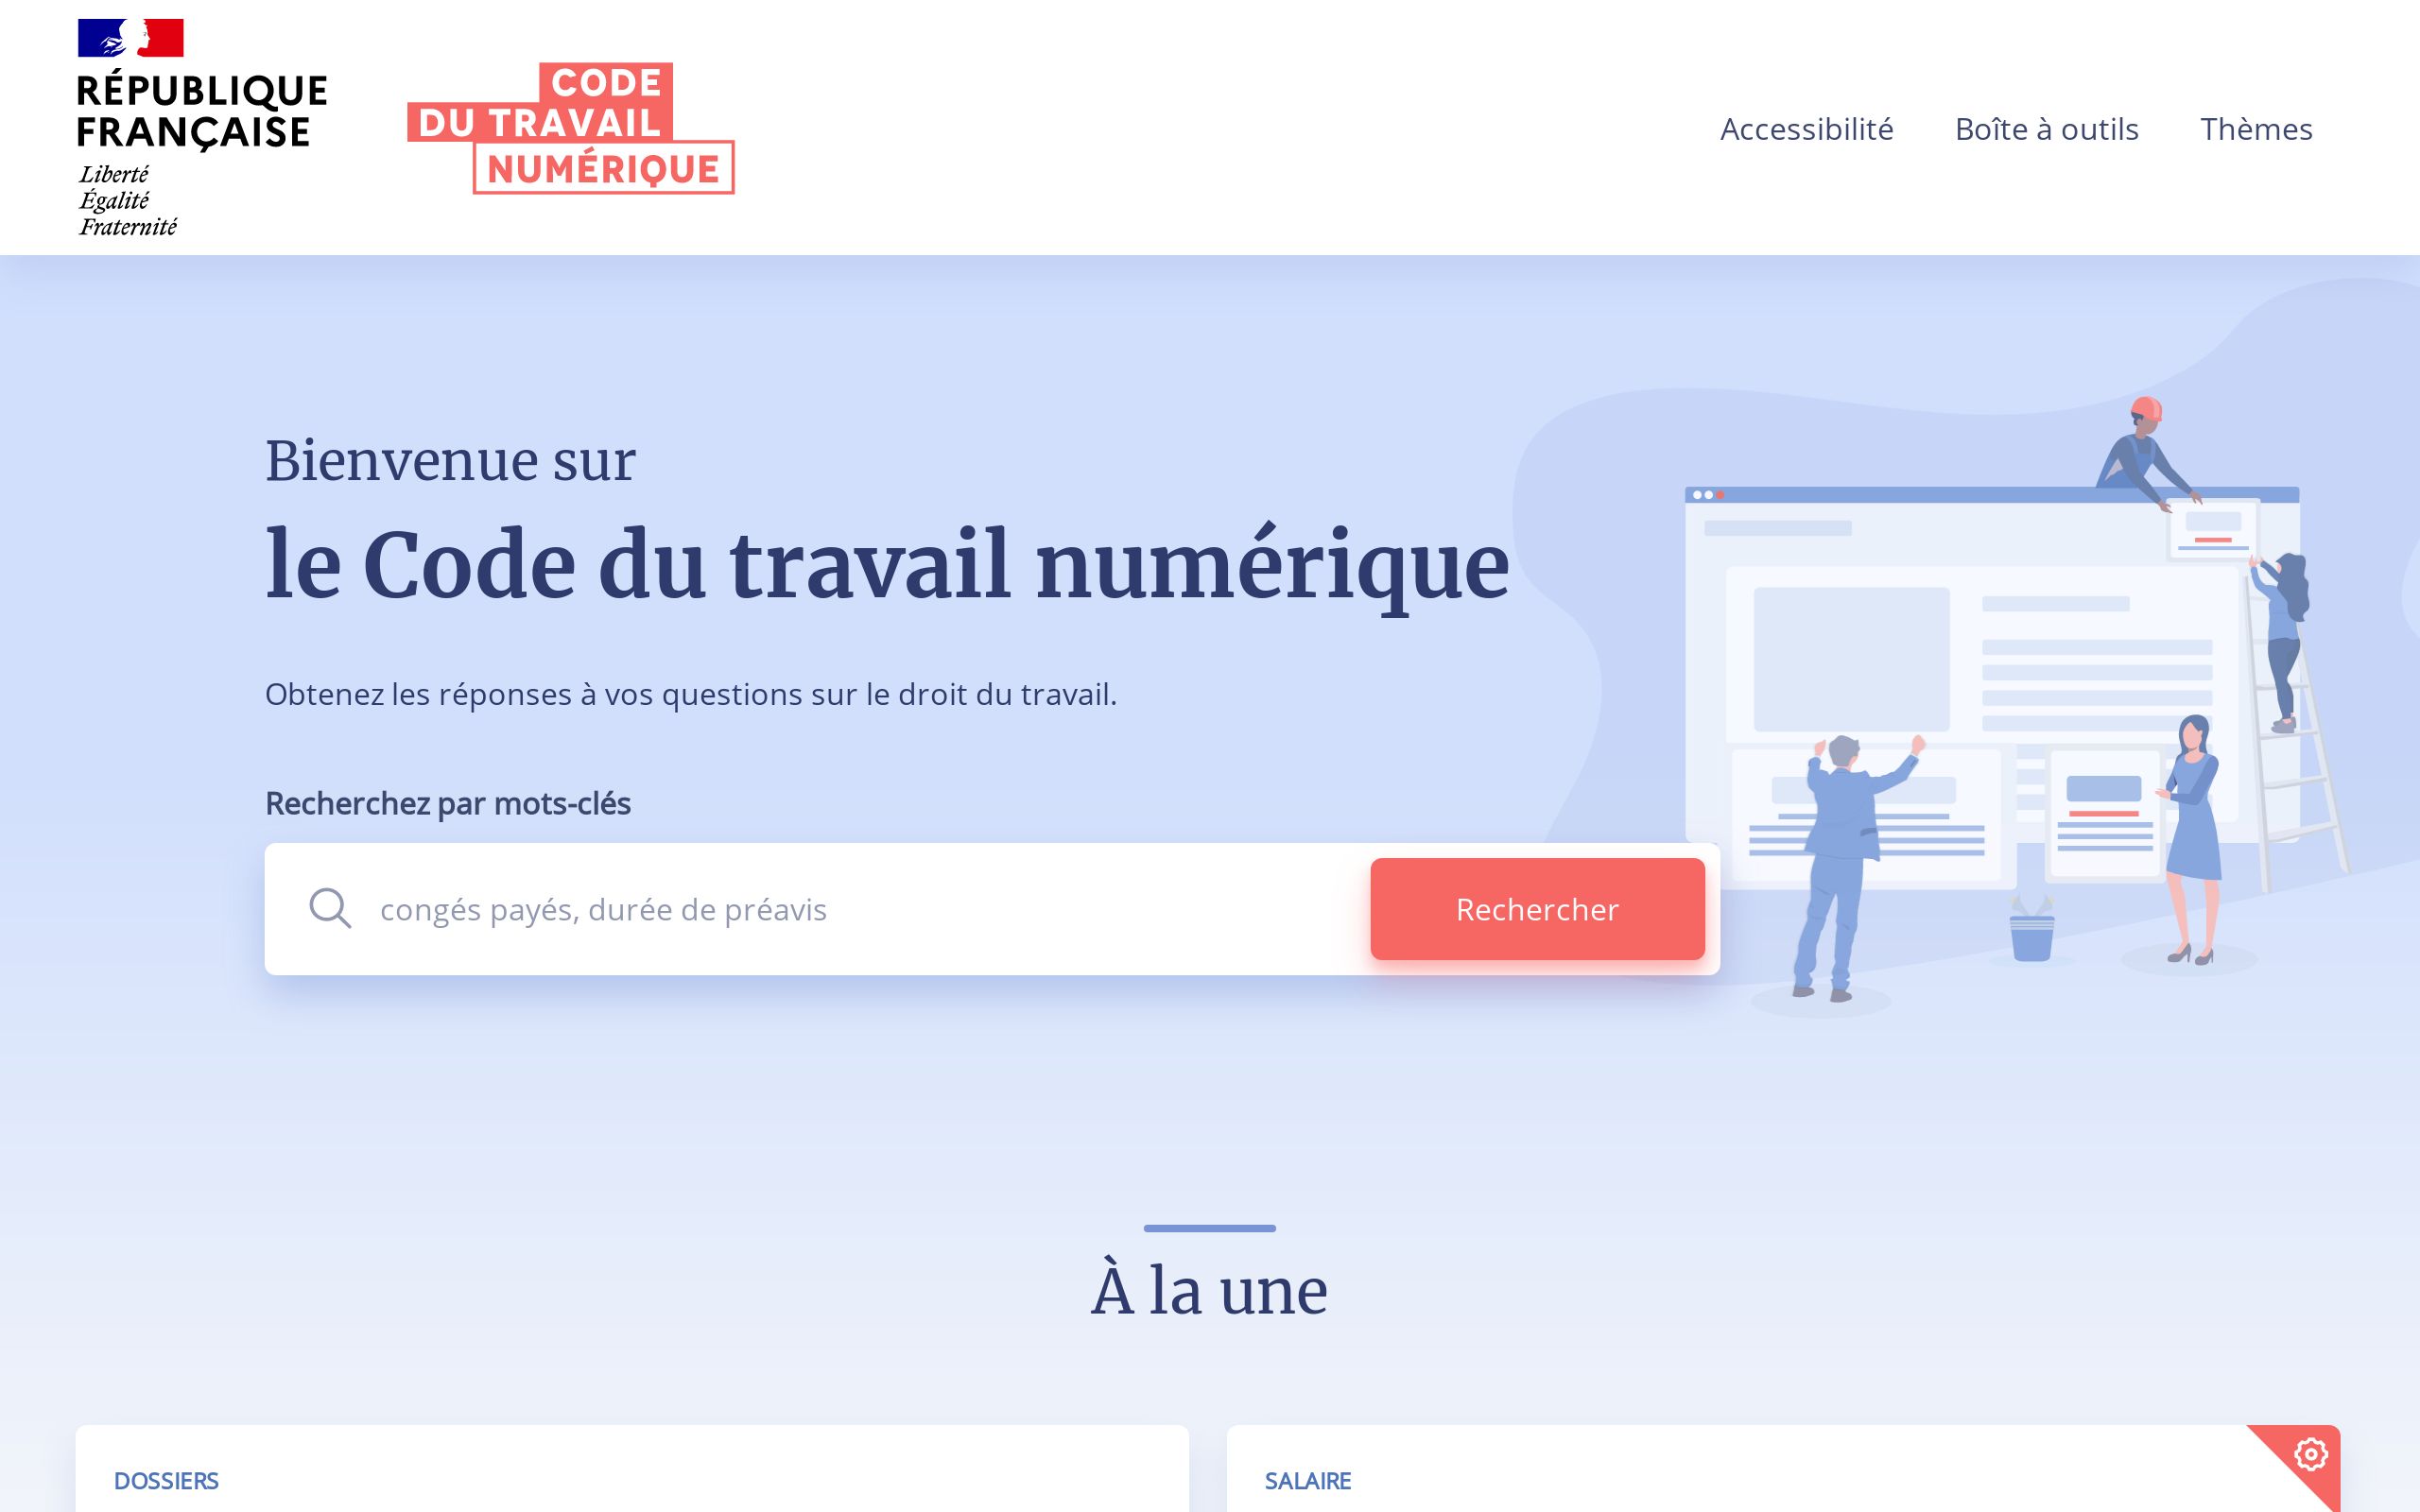 RÉPUBLIQUE
FRANÇAISE
Liberté
Égalité
Fraternité
CODE
DU TRAVAIL
NUMÉRIQUE
Accessibilité
Boîte à outils
Thèmes
Bienvenue sur
le Code du travail numérique
Obtenez les réponses à vos questions sur le droit du travail.
Recherchez par mots-clés
congés payés, durée de préavis
Rechercher
À la une
DOSSIERS
SALAIRE